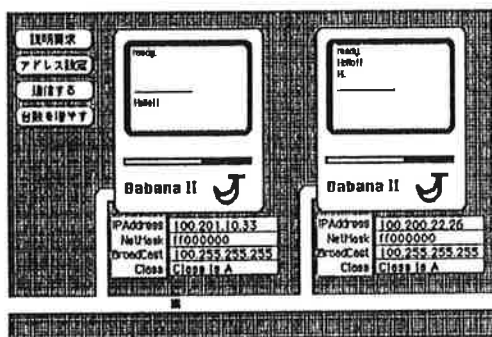 説明要求
アドレス設定
通信する
台数を増やす
ready.
Hello!!
Babana II
IPAddress 100.201.10.33
NetMask ff000000
BroadCast 100.255.255.255
Class Class is A
ready.
Hello!!
Hi.
Babana II
IPAddress 100.200.22.26
NetMask ff000000
BroadCast 100.255.255.255
Class Class is A